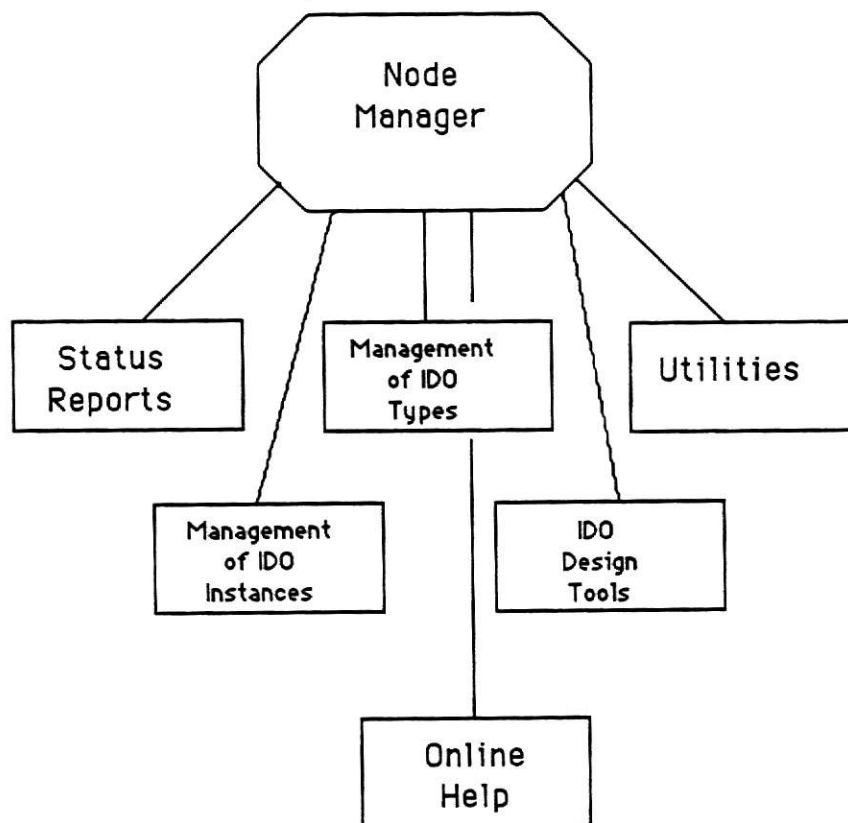 Node
Manager
Status
Reports
Management
of IDO
Types
Utilities
Management
of IDO
Instances
IDO
Design
Tools
Online
Help